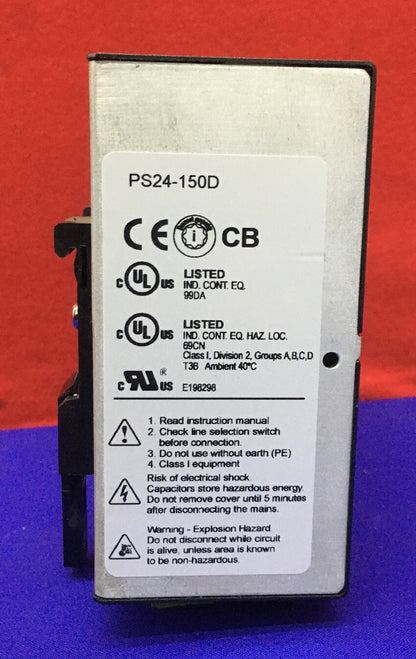 PS24-150D
CE i CB
C UL US LISTED
IND. CONT. EQ.
99DA
C UL US LISTED
IND. CONT. EQ. HAZ. LOC.
69CN
Class I, Division 2, Groups A,B,C,D
T3B Ambient 40°C
C RU ® US E198298
1. Read instruction manual
2. Check line selection switch
before connection.
3. Do not use without earth (PE)
4. Class I equipment
Risk of electrical shock.
Capacitors store hazardous energy.
Do not remove cover until 5 minutes
after disconnecting the mains.
Warning - Explosion Hazard.
Do not disconnect while circuit
is alive, unless area is known
to be non-hazardous.